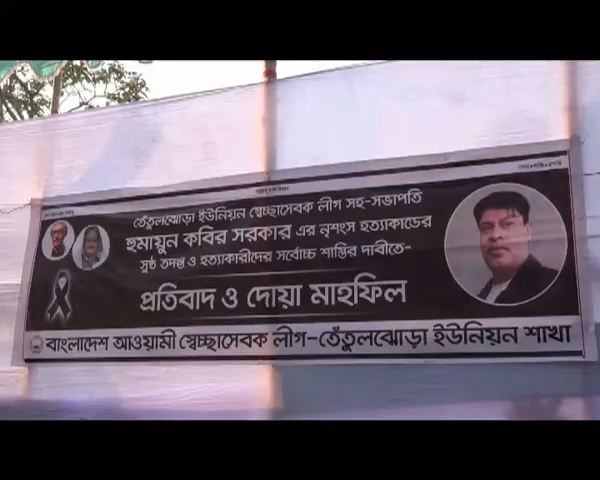 তেঁতুলঝোড়া ইউনিয়ন স্বেচ্ছাসেবক লীগ সহ-সভাপতি
হুমায়ুন কবির সরকার এর নৃশংস হত্যাকান্ডের
সুষ্ঠ তদন্ত ও হত্যাকারীদের সর্বোচ্চ শাস্তির দাবীতে-
প্রতিবাদ ও দোয়া মাহফিল
বাংলাদেশ আওয়ামী স্বেচ্ছাসেবক লীগ-তেঁতুলঝোড়া ইউনিয়ন শাখা